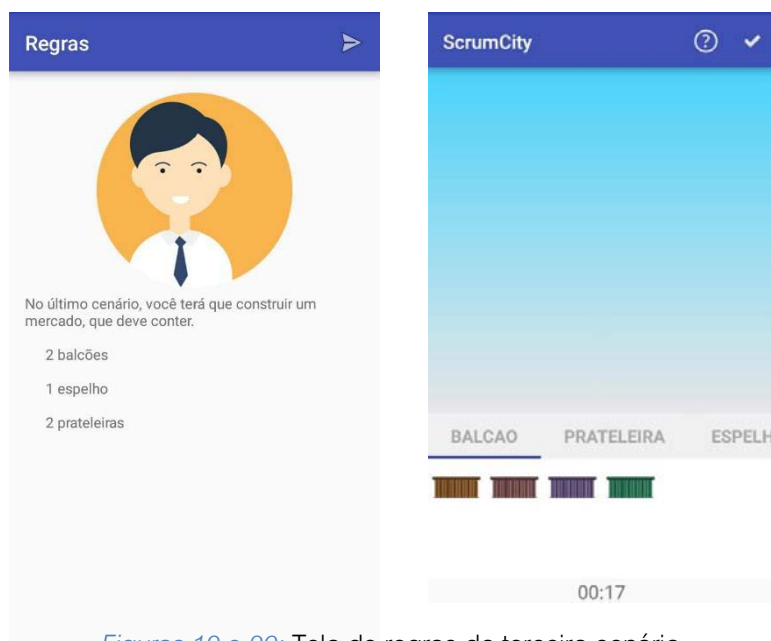 Regras
No último cenário, você terá que construir um
mercado, que deve conter.
2 balcões
1 espelho
2 prateleiras
ScrumCity
?
BALCAO PRATELEIRA ESPELH
00:17
Tela de regras do terceiro cenário